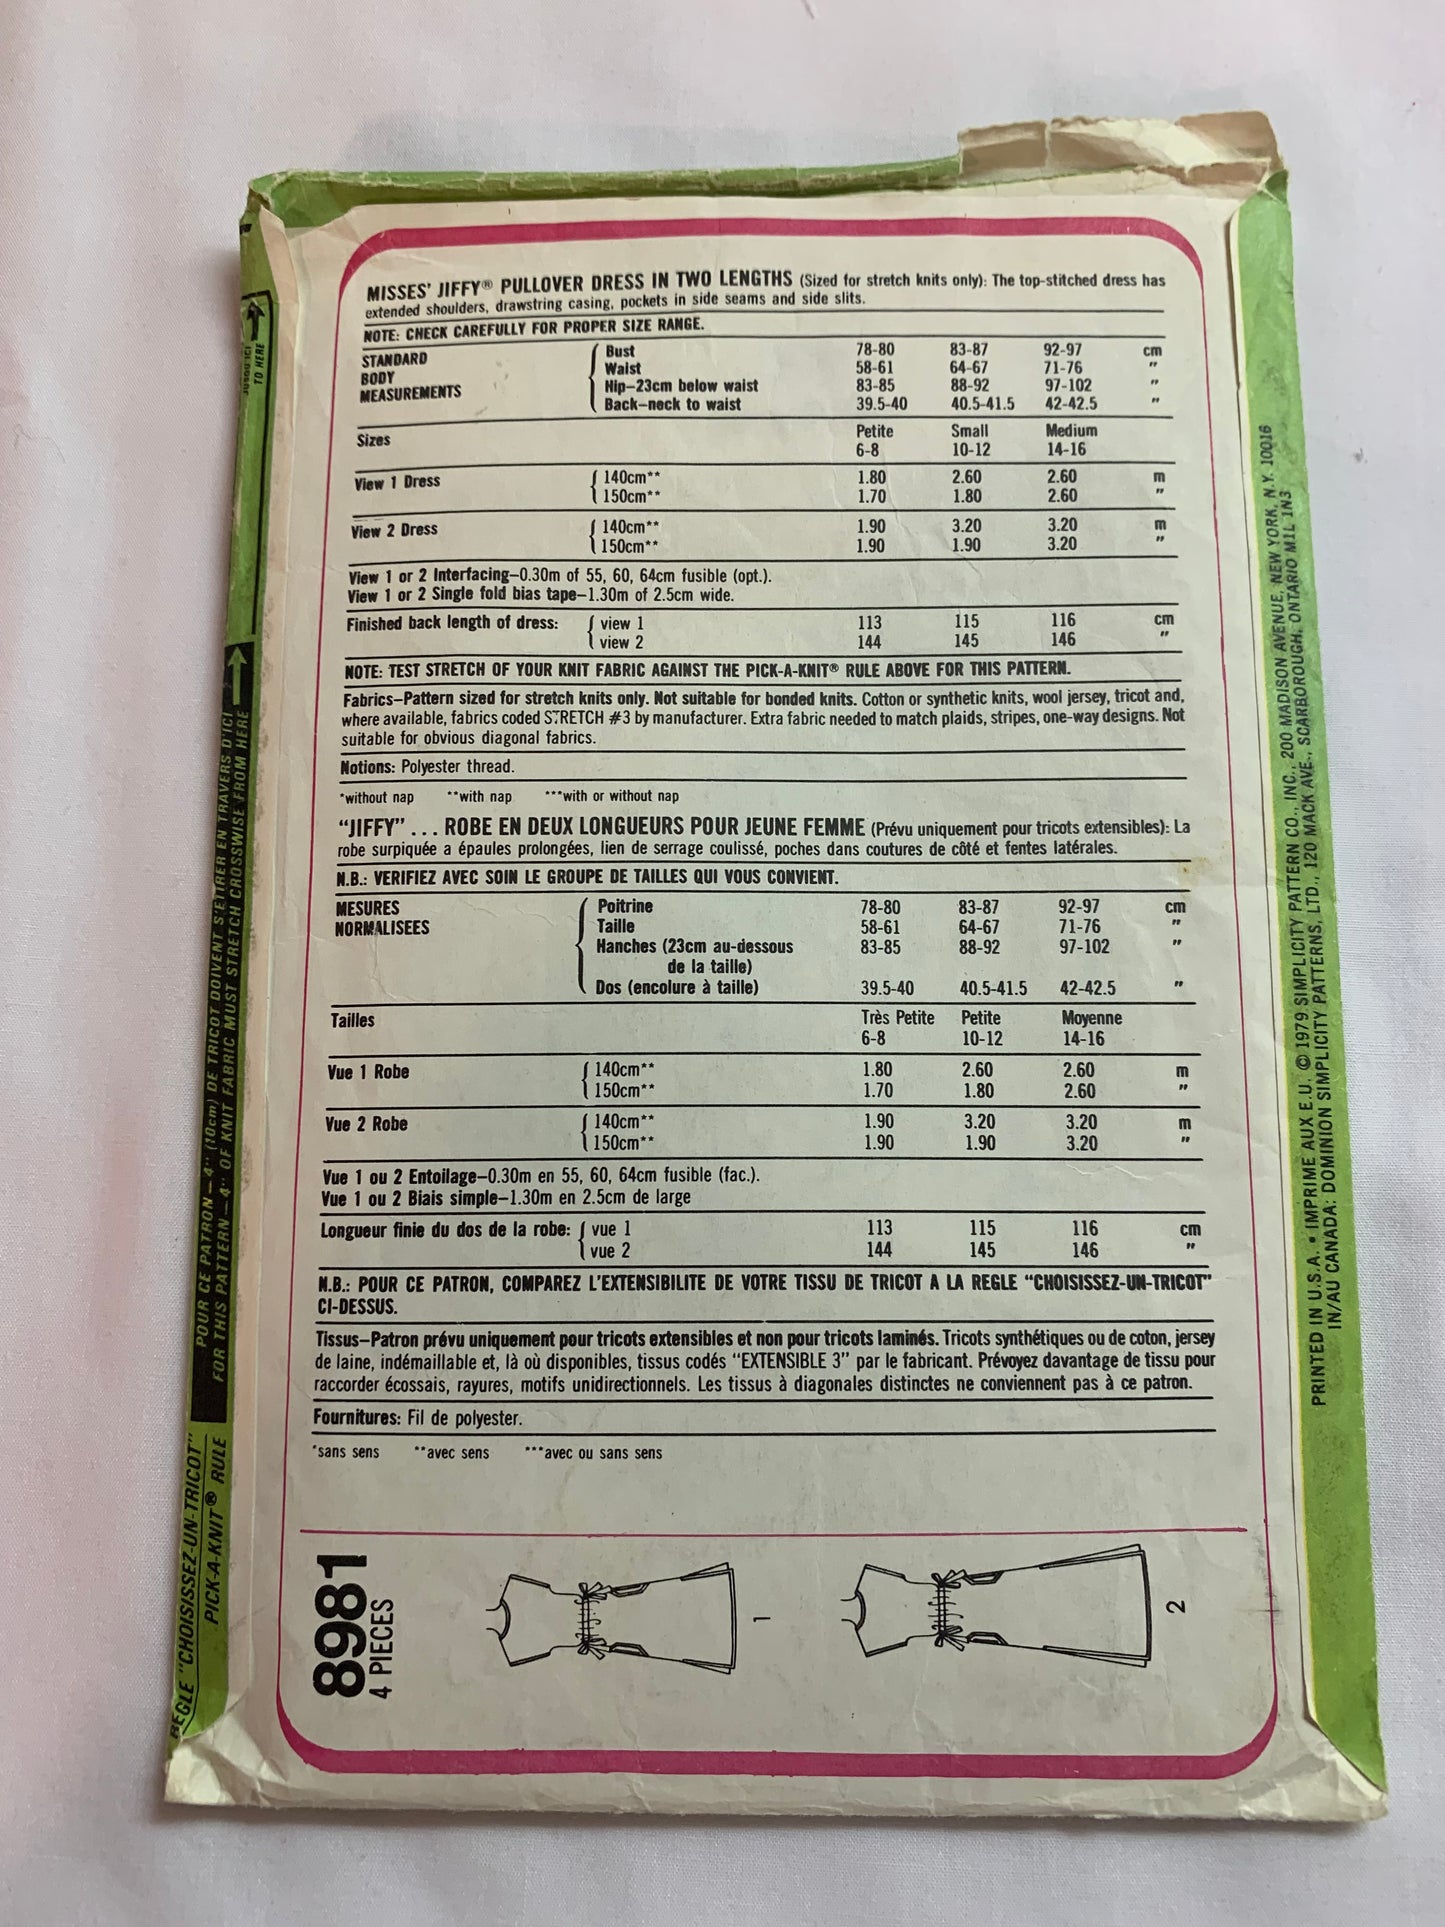 MISSES' JIFFY® PULLOVER DRESS IN TWO LENGTHS (Sized for stretch knits only): The top-stitched dress has
extended shoulders, drawstring casing, pockets in side seams and side slits.
NOTE: CHECK CAREFULLY FOR PROPER SIZE RANGE.
STANDARD BODY MEASUREMENTS
Bust 78-80 83-87 92-97 cm
Waist 58-61 64-67 71-76 "
Hip–23cm below waist 83-85 88-92 97-102 "
Back–neck to waist 39.5-40 40.5-41.5 42-42.5 "
Sizes Petite Small Medium
6-8 10-12 14-16
View 1 Dress { 140cm** 1.80 2.60 2.60 m
150cm** 1.70 1.80 2.60 "
View 2 Dress { 140cm** 1.90 3.20 3.20 m
150cm** 1.90 1.90 3.20 "
View 1 or 2 Interfacing–0.30m of 55, 60, 64cm fusible (opt.).
View 1 or 2 Single fold bias tape–1.30m of 2.5cm wide.
Finished back length of dress: { view 1 113 115 116 cm
view 2 144 145 146 "
NOTE: TEST STRETCH OF YOUR KNIT FABRIC AGAINST THE PICK-A-KNIT® RULE ABOVE FOR THIS PATTERN.
Fabrics–Pattern sized for stretch knits only. Not suitable for bonded knits. Cotton or synthetic knits, wool jersey, tricot and,
where available, fabrics coded STRETCH #3 by manufacturer. Extra fabric needed to match plaids, stripes, one-way designs. Not
suitable for obvious diagonal fabrics.
Notions: Polyester thread.
*without nap **with nap ***with or without nap
"JIFFY" ... ROBE EN DEUX LONGUEURS POUR JEUNE FEMME (Prévu uniquement pour tricots extensibles): La
robe surpiquée a épaules prolongées, lien de serrage coulissé, poches dans coutures de côté et fentes latérales.
N.B.: VERIFIEZ AVEC SOIN LE GROUPE DE TAILLES QUI VOUS CONVIENT.
MESURES NORMALISEES
Poitrine 78-80 83-87 92-97 cm
Taille 58-61 64-67 71-76 "
Hanches (23cm au-dessous 83-85 88-92 97-102 "
de la taille)
Dos (encolure à taille) 39.5-40 40.5-41.5 42-42.5 "
Tailles Très Petite Petite Moyenne
6-8 10-12 14-16
Vue 1 Robe { 140cm** 1.80 2.60 2.60 m
150cm** 1.70 1.80 2.60 "
Vue 2 Robe { 140cm** 1.90 3.20 3.20 m
150cm** 1.90 1.90 3.20 "
Vue 1 ou 2 Entoilage–0.30m en 55, 60, 64cm fusible (fac.).
Vue 1 ou 2 Biais simple–1.30m en 2.5cm de large
Longueur finie du dos de la robe: { vue 1 113 115 116 cm
vue 2 144 145 146 "
N.B.: POUR CE PATRON, COMPAREZ L'EXTENSIBILITE DE VOTRE TISSU DE TRICOT A LA REGLE "CHOISISSEZ-UN-TRICOT"
CI-DESSUS.
Tissus–Patron prévu uniquement pour tricots extensibles et non pour tricots laminés. Tricots synthétiques ou de coton, jersey
de laine, indémaillable et, là où disponibles, tissus codés "EXTENSIBLE 3" par le fabricant. Prévoyez davantage de tissu pour
raccorder écossais, rayures, motifs unidirectionnels. Les tissus à diagonales distinctes ne conviennent pas à ce patron.
Fournitures: Fil de polyester.
*sans sens **avec sens ***avec ou sans sens
8981
4 PIECES
1
2
REGLE "CHOISISSEZ-UN-TRICOT"
PICK-A-KNIT® RULE
POUR CE PATRON–4" (10cm) DE TRICOT DOIVENT S'ETIRER EN TRAVERS D'ICI
FOR THIS PATTERN–4" OF KNIT FABRIC MUST STRETCH CROSSWISE FROM HERE
JUSQU'ICI
TO HERE
PRINTED IN U.S.A. • IMPRIME AUX E.U. © 1979 SIMPLICITY PATTERN CO., INC., 200 MADISON AVENUE, NEW YORK, N.Y. 10016
IN/AU CANADA: DOMINION SIMPLICITY PATTERNS, LTD., 120 MACK AVE., SCARBOROUGH, ONTARIO M1L 1N3